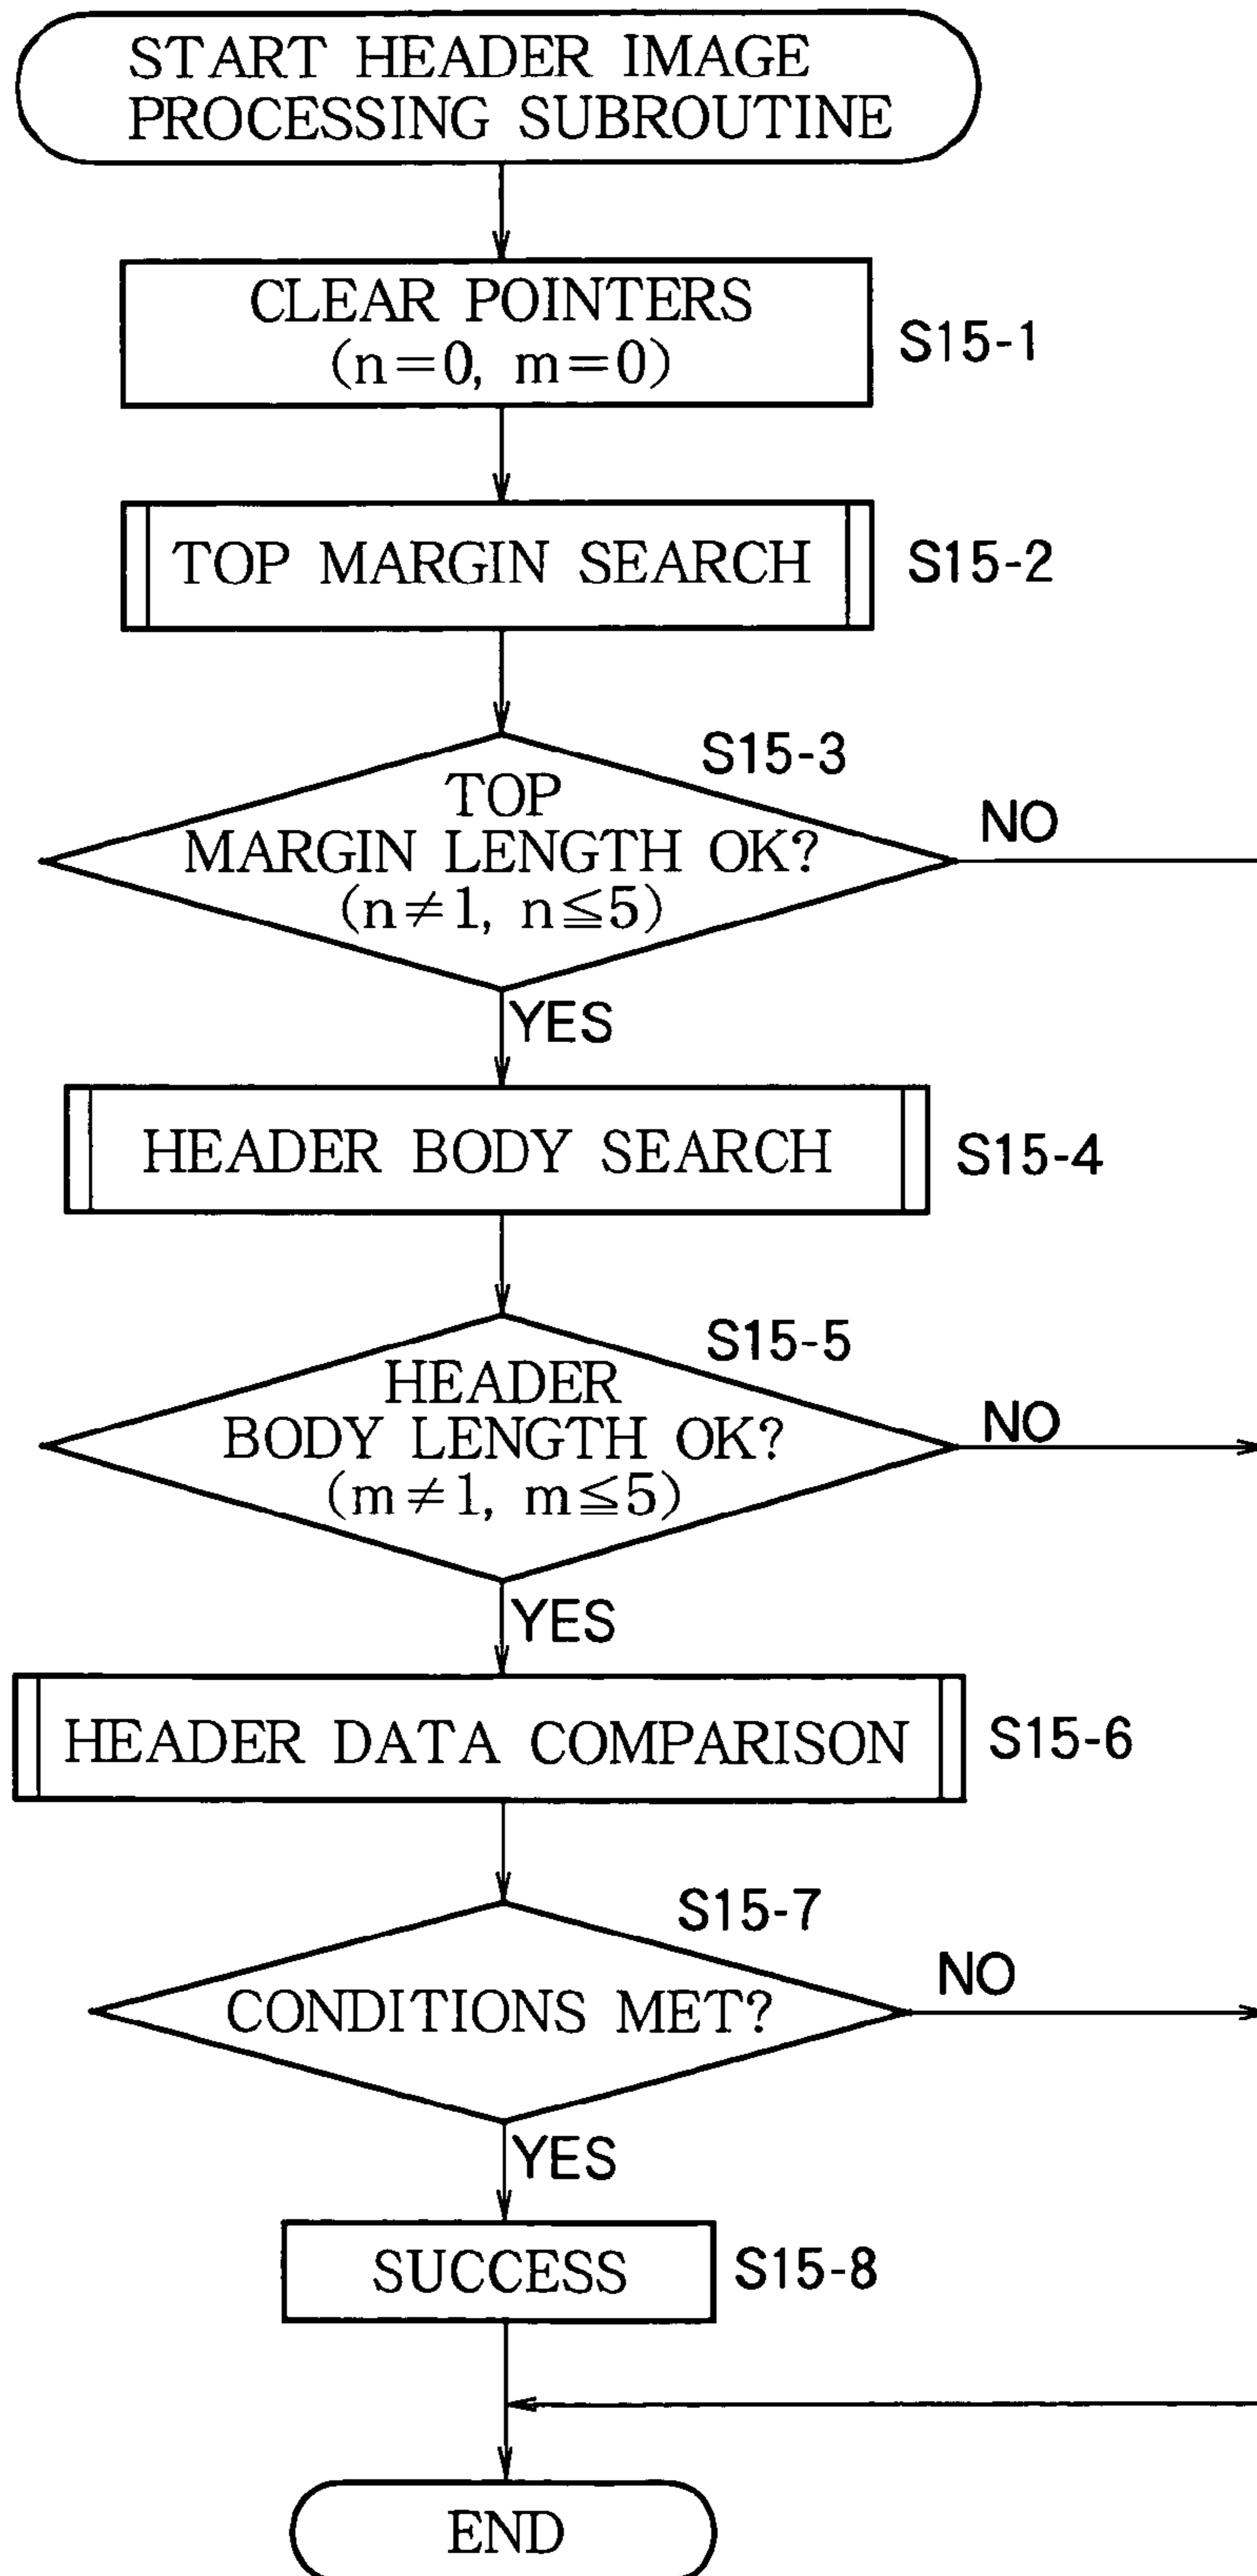 START HEADER IMAGE
PROCESSING SUBROUTINE
CLEAR POINTERS
(n=0, m=0)
S15-1
TOP MARGIN SEARCH
S15-2
S15-3
TOP
MARGIN LENGTH OK?
(n≠1, n≦5)
NO
YES
HEADER BODY SEARCH
S15-4
S15-5
HEADER
BODY LENGTH OK?
(m≠1, m≦5)
NO
YES
HEADER DATA COMPARISON
S15-6
S15-7
CONDITIONS MET?
NO
YES
SUCCESS
S15-8
END